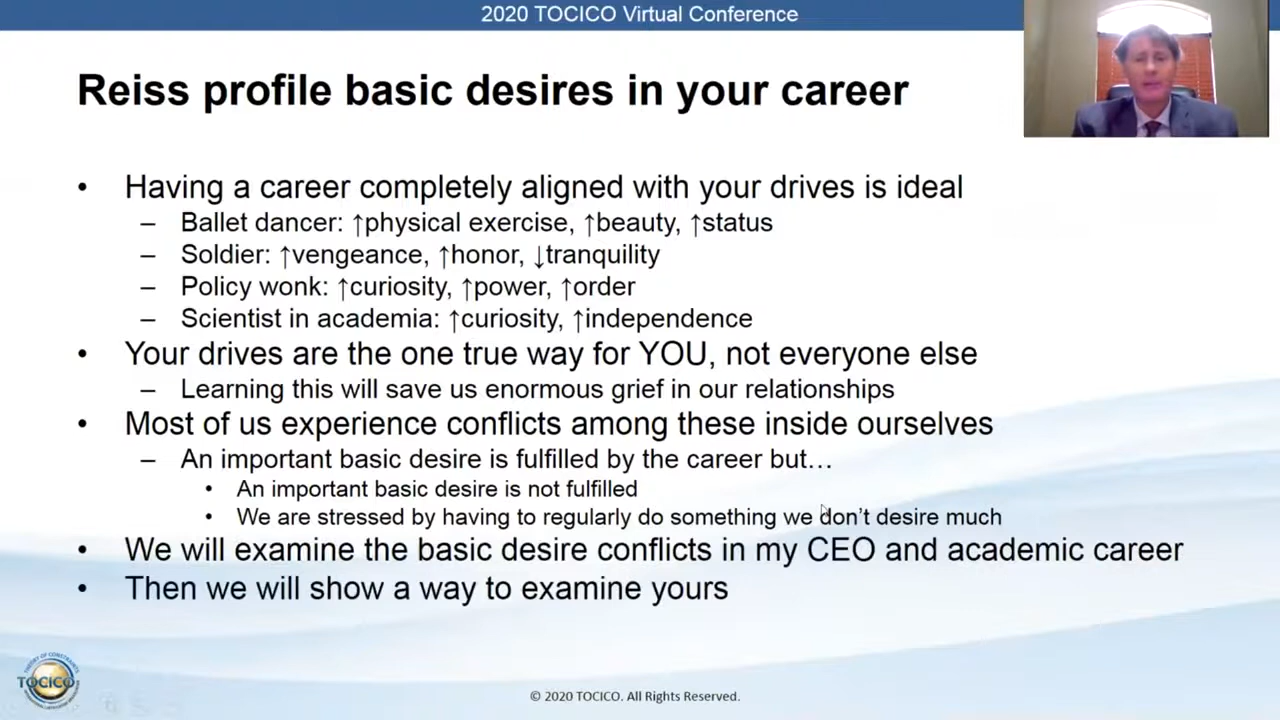 2020 TOCICO Virtual Conference
Reiss profile basic desires in your career
• Having a career completely aligned with your drives is ideal
– Ballet dancer: ↑physical exercise, ↑beauty, ↑status
– Soldier: ↑vengeance, ↑honor, ↓tranquility
– Policy wonk: ↑curiosity, ↑power, ↑order
– Scientist in academia: ↑curiosity, ↑independence
• Your drives are the one true way for YOU, not everyone else
– Learning this will save us enormous grief in our relationships
• Most of us experience conflicts among these inside ourselves
– An important basic desire is fulfilled by the career but…
• An important basic desire is not fulfilled
• We are stressed by having to regularly do something we don’t desire much
• We will examine the basic desire conflicts in my CEO and academic career
• Then we will show a way to examine yours
THEORY OF CONSTRAINTS
TOCICO
© 2020 TOCICO. All Rights Reserved.